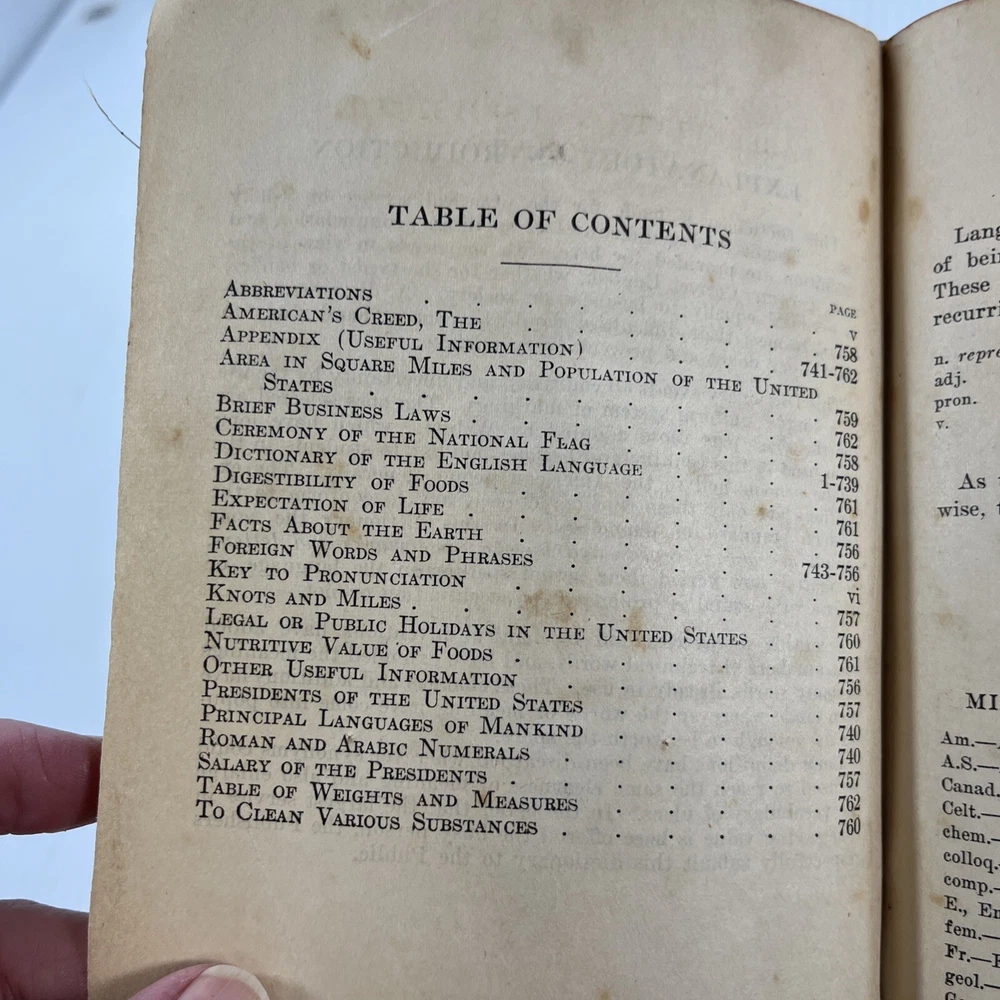 TABLE OF CONTENTS
PAGE
ABBREVIATIONS . . . . . . . . v
AMERICAN'S CREED, THE . . . . . . 758
APPENDIX (USEFUL INFORMATION) . . . . 741-762
AREA IN SQUARE MILES AND POPULATION OF THE UNITED
STATES . . . . . . . . . 759
BRIEF BUSINESS LAWS . . . . . . . 762
CEREMONY OF THE NATIONAL FLAG . . . . . 758
DICTIONARY OF THE ENGLISH LANGUAGE . . . 1-739
DIGESTIBILITY OF FOODS . . . . . . 761
EXPECTATION OF LIFE . . . . . . . 761
FACTS ABOUT THE EARTH . . . . . . 756
FOREIGN WORDS AND PHRASES . . . . 743-756
KEY TO PRONUNCIATION . . . . . . vi
KNOTS AND MILES . . . . . . . . 757
LEGAL OR PUBLIC HOLIDAYS IN THE UNITED STATES . . 760
NUTRITIVE VALUE OF FOODS . . . . . . 761
OTHER USEFUL INFORMATION . . . . . 756
PRESIDENTS OF THE UNITED STATES . . . . 757
PRINCIPAL LANGUAGES OF MANKIND . . . . 740
ROMAN AND ARABIC NUMERALS . . . . . 740
SALARY OF THE PRESIDENTS . . . . . . 757
TABLE OF WEIGHTS AND MEASURES . . . . 762
TO CLEAN VARIOUS SUBSTANCES . . . . . 760
of
These
n.
adj.
pron.
v.
As
wise,
Am.—
A.S.—
Canad.
Celt.—
chem.—
colloq.
comp.—
E.,
fem.—
Fr.—
geol.—